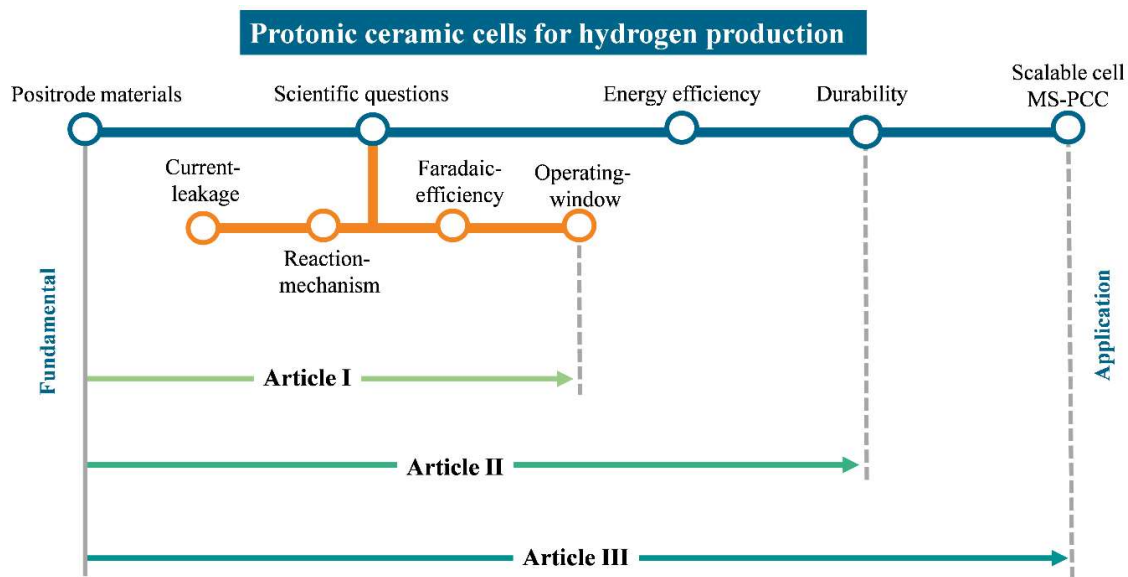 Protonic ceramic cells for hydrogen production
Positrode materials
Scientific questions
Energy efficiency
Durability
Scalable cell
MS-PCC
Current-
leakage
Faradaic-
efficiency
Operating-
window
Reaction-
mechanism
Fundamental
Application
Article I
Article II
Article III